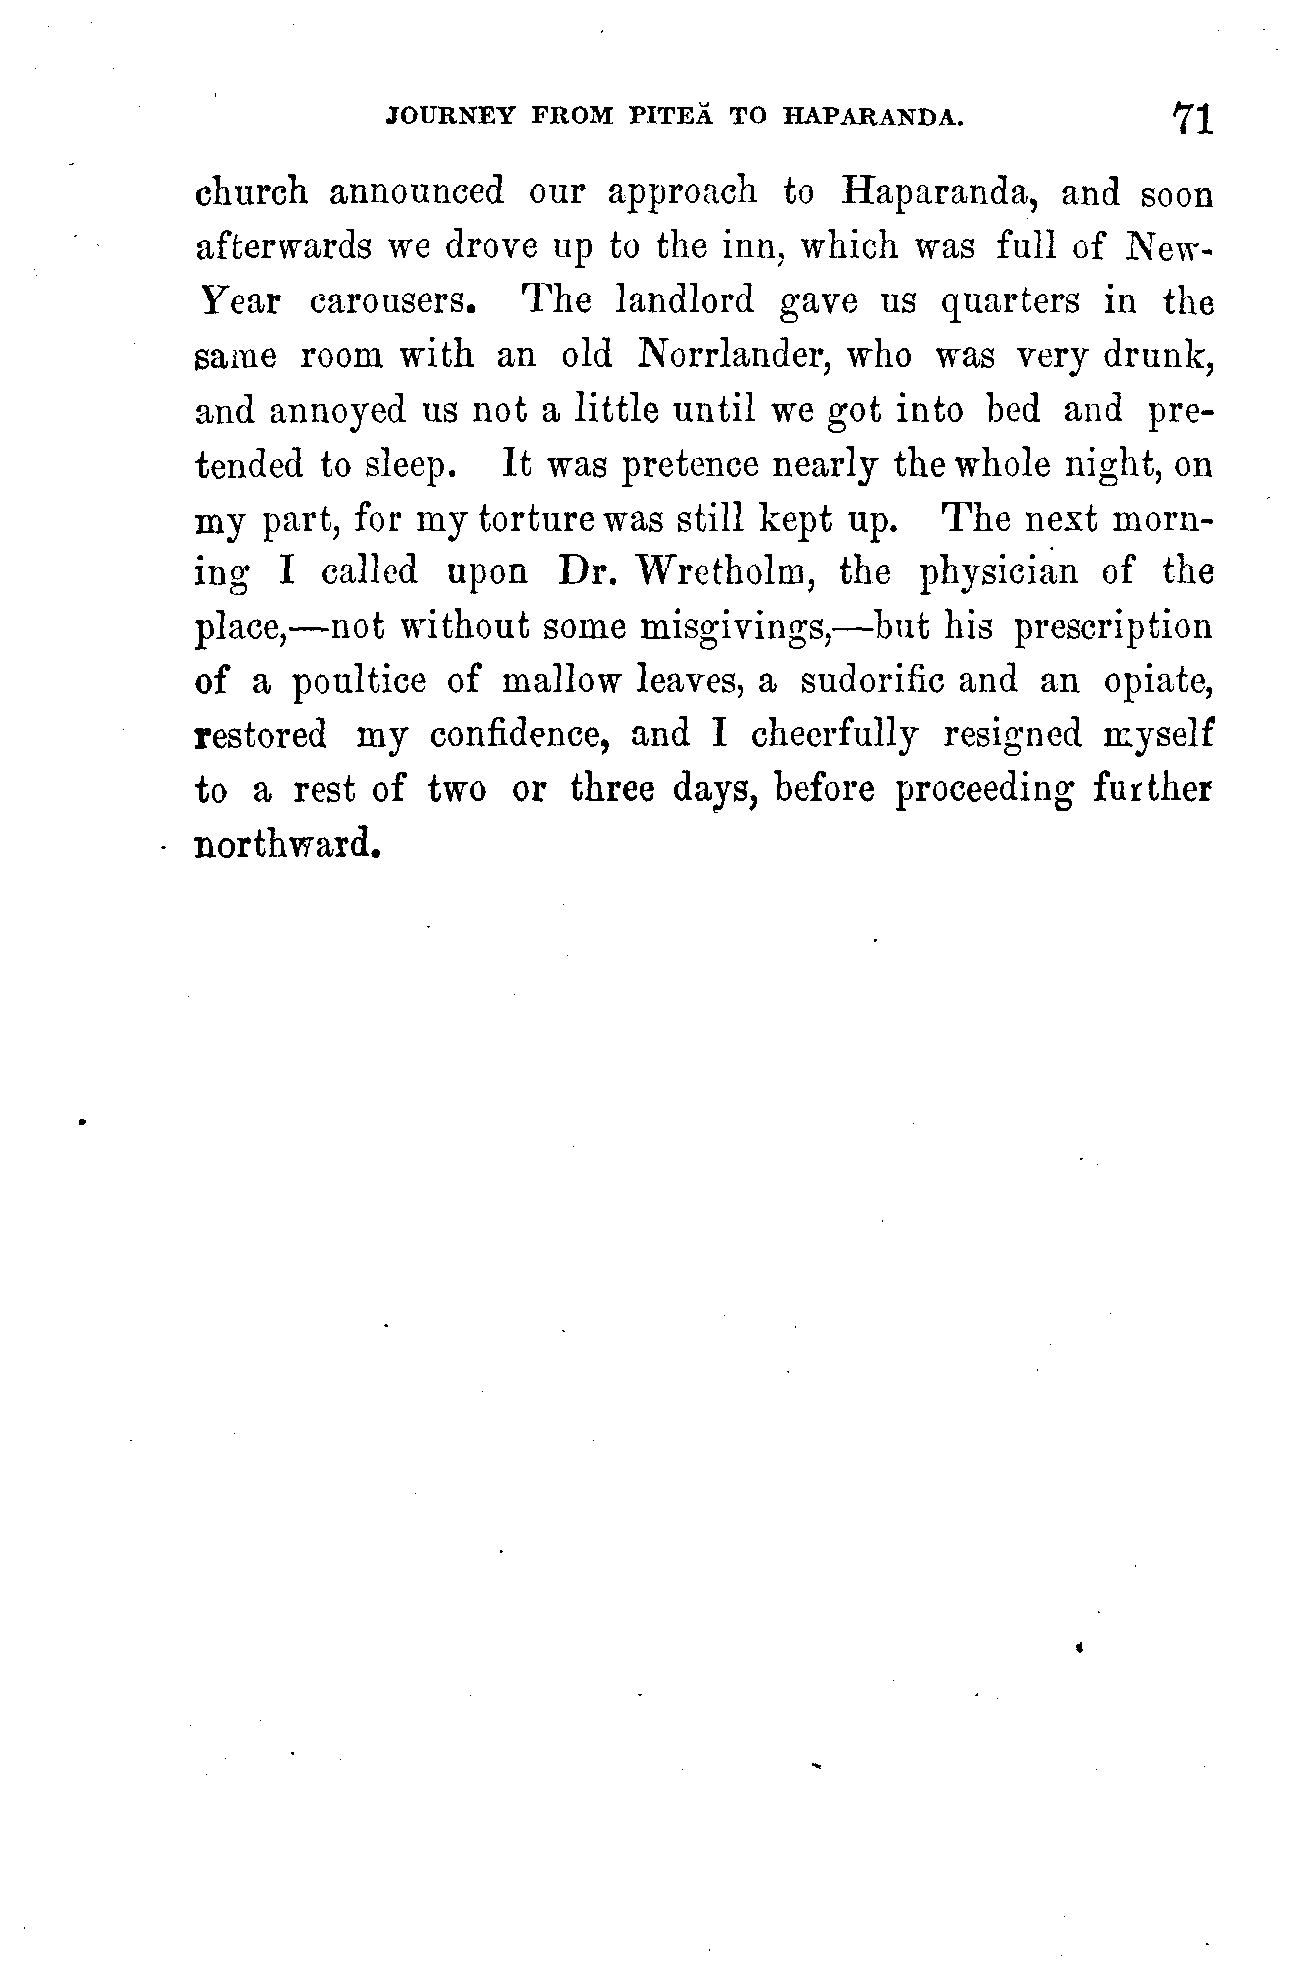 JOURNEY FROM PITEÄ TO HAPARANDA. 71
church announced our approach to Haparanda, and soon
afterwards we drove up to the inn, which was full of New-
Year carousers. The landlord gave us quarters in the
same room with an old Norrlander, who was very drunk,
and annoyed us not a little until we got into bed and pre-
tended to sleep. It was pretence nearly the whole night, on
my part, for my torture was still kept up. The next morn-
ing I called upon Dr. Wretholm, the physician of the
place,—not without some misgivings,—but his prescription
of a poultice of mallow leaves, a sudorific and an opiate,
restored my confidence, and I cheerfully resigned myself
to a rest of two or three days, before proceeding further
northward.